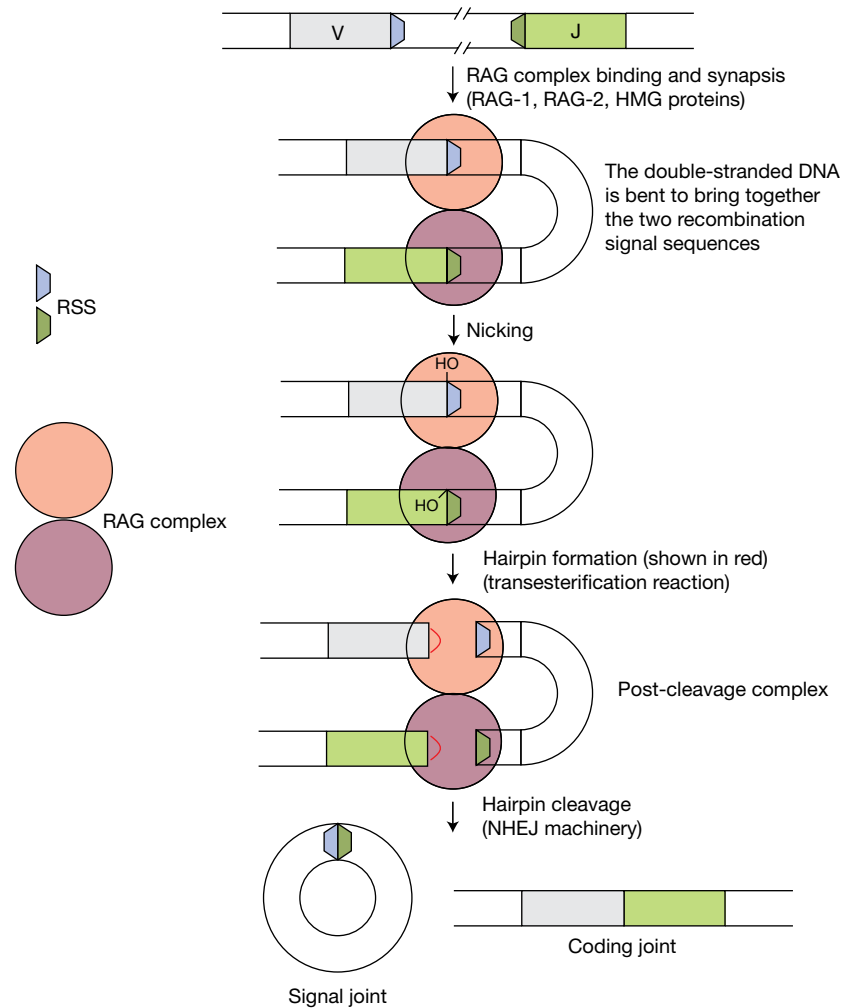 V
J
RAG complex binding and synapsis
(RAG-1, RAG-2, HMG proteins)
The double-stranded DNA
is bent to bring together
the two recombination
signal sequences
RSS
Nicking
HO
HO
RAG complex
Hairpin formation (shown in red)
(transesterification reaction)
Post-cleavage complex
Hairpin cleavage
(NHEJ machinery)
Coding joint
Signal joint